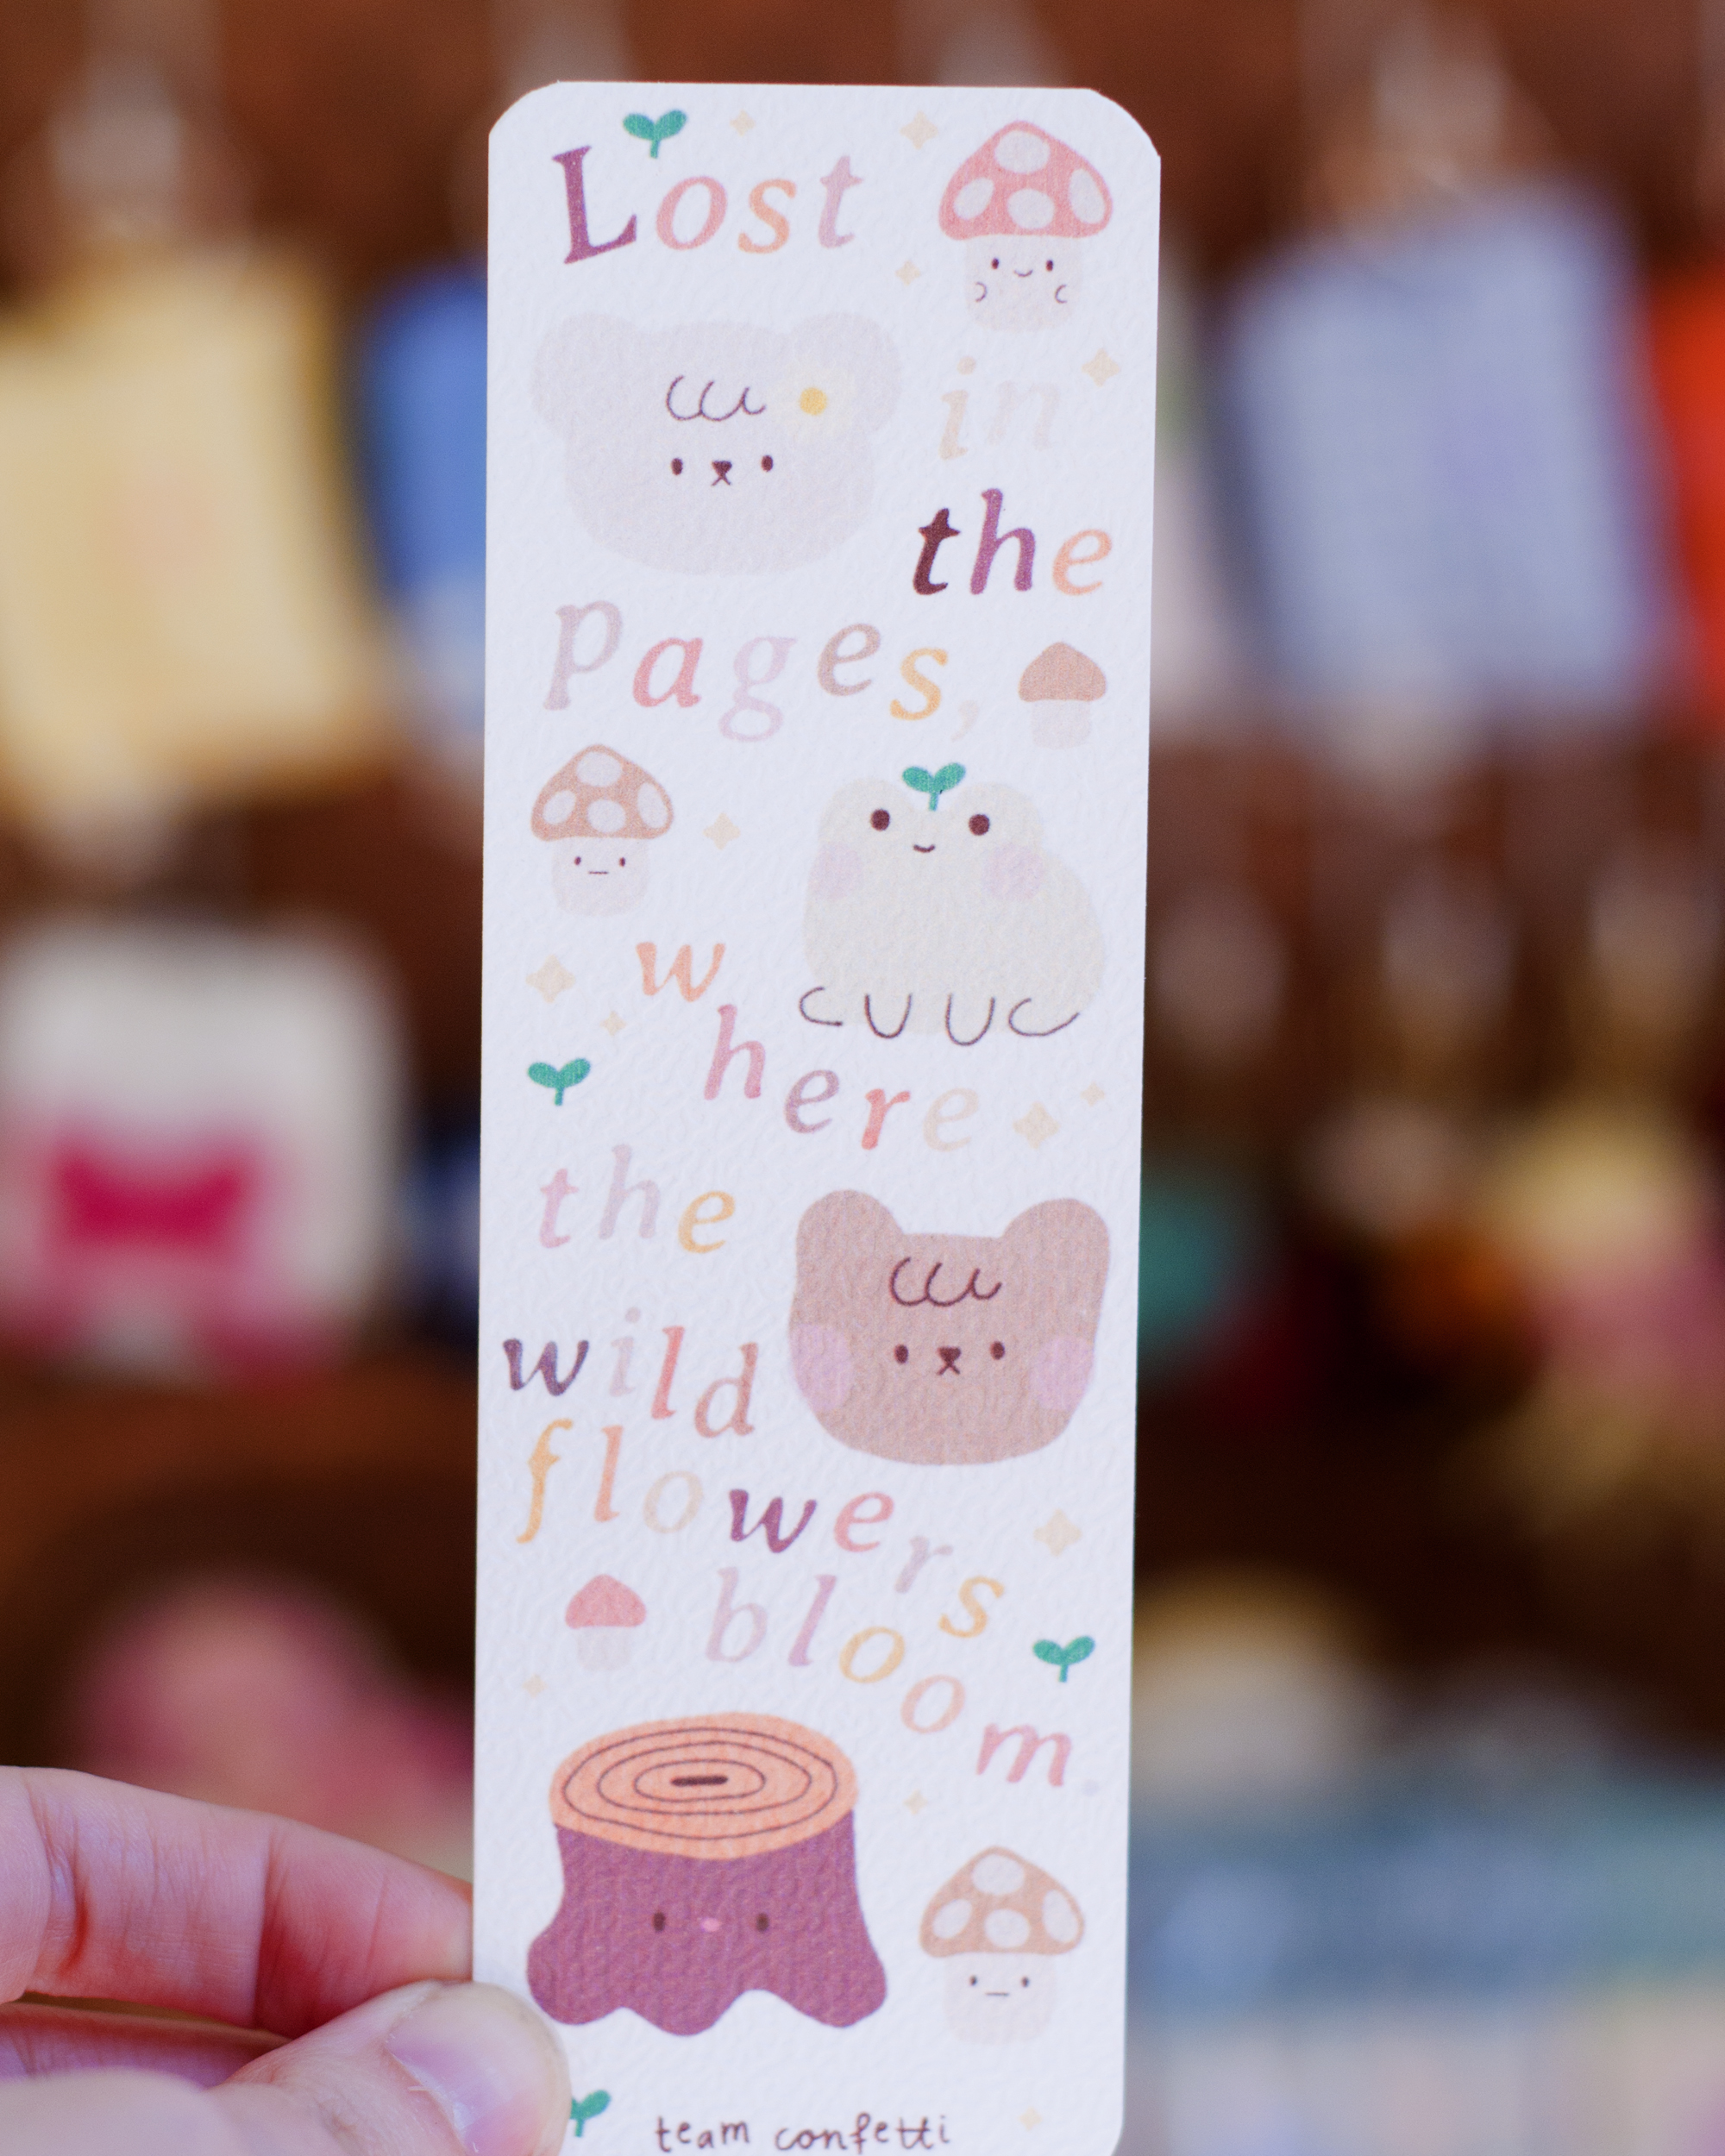 Lost
in
the
pages,
where
the
wild
flowers
bloom.
team confetti